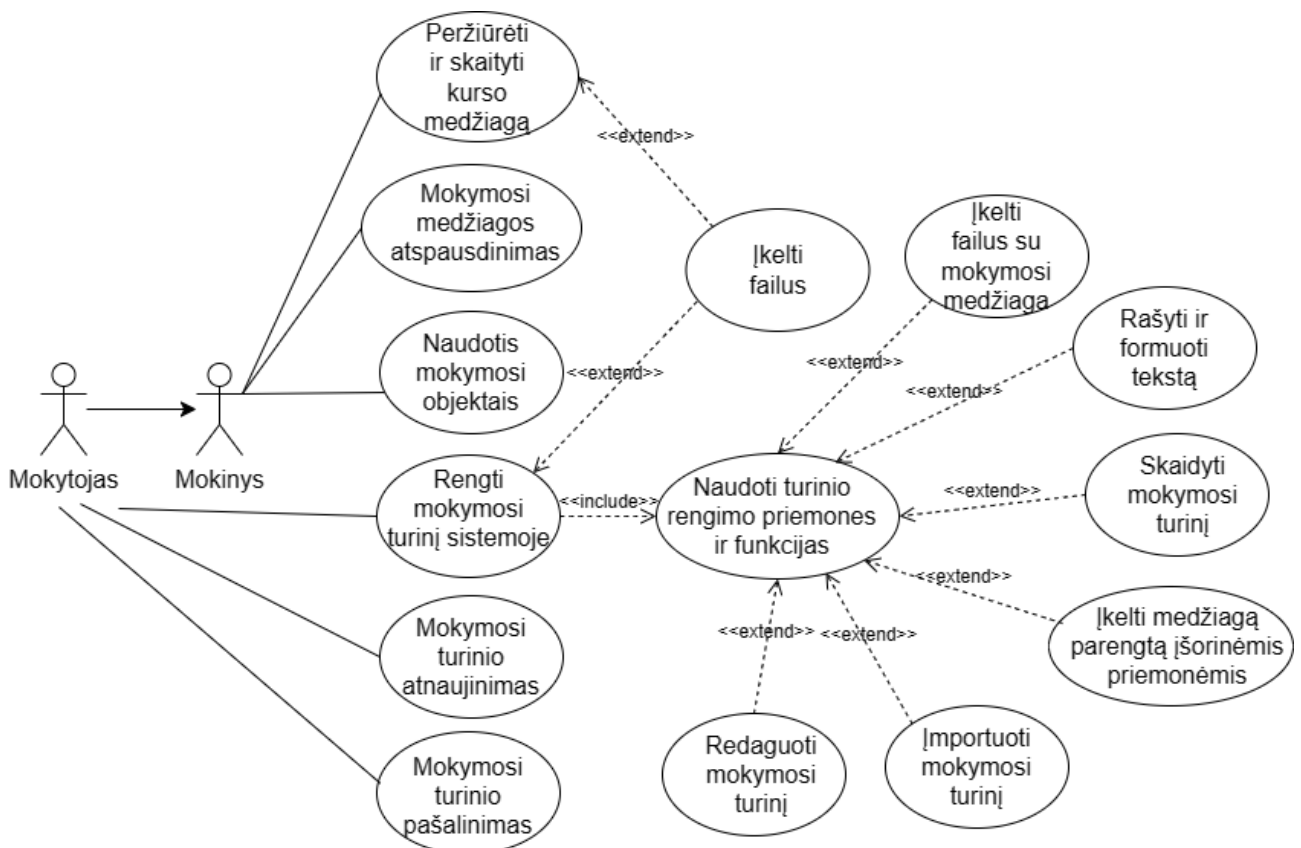 Peržiūrėti
ir skaityti
kurso
medžiagą
<<extend>>
Mokymosi
medžiagos
atspausdinimas
Įkelti
failus
Įkelti
failus su
mokymosi
medžiaga
Rašyti ir
formuoti
tekstą
<<extend>>
<<extend>>
<<extend>>
Naudotis
mokymosi
objektais
Mokytojas
Mokinys
Rengti
mokymosi
turinį sistemoje
<<include>>
Naudoti turinio
rengimo priemones
ir funkcijas
<<extend>>
Skaidyti
mokymosi
turinį
<<extend>>
Įkelti medžiagą
parengtą įšorinėmis
priemonėmis
<<extend>>
<<extend>>
Mokymosi
turinio
atnaujinimas
Redaguoti
mokymosi
turinį
Įmportuoti
mokymosi
turinį
Mokymosi
turinio
pašalinimas